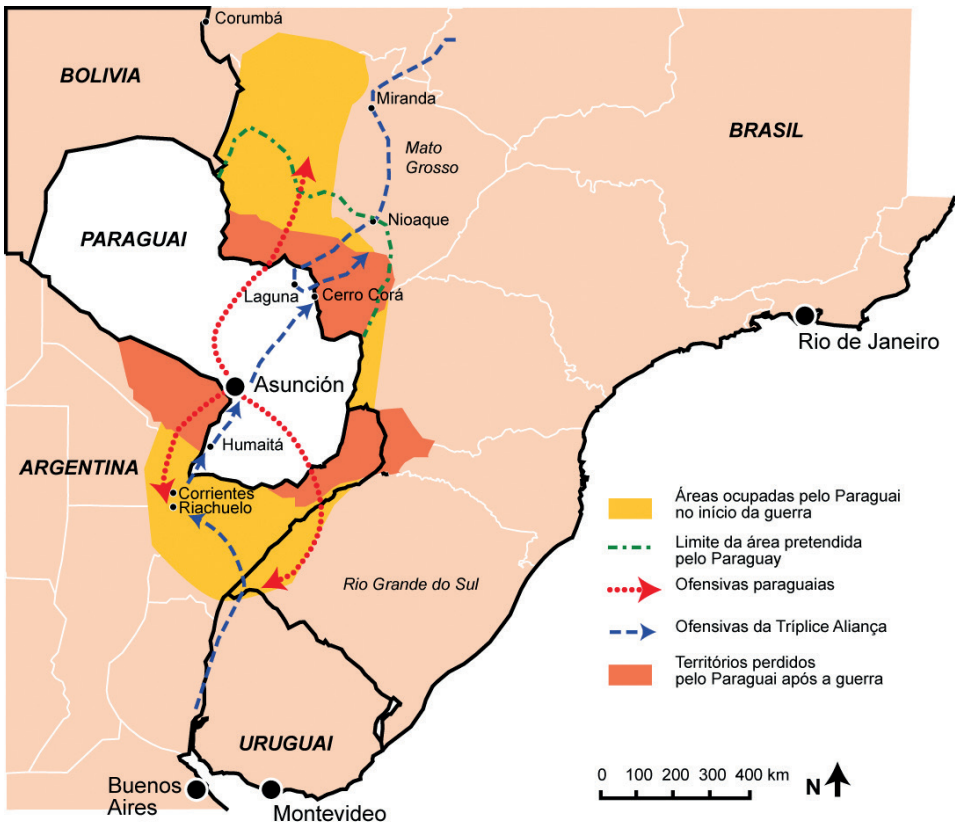 Corumbá
BOLIVIA
Miranda
BRASIL
Mato
Grosso
Nioaque
PARAGUAI
Laguna
Cerro Corá
Rio de Janeiro
Asunción
Humaitá
ARGENTINA
Corrientes
Riachuelo
Rio Grande do Sul
URUGUAI
Buenos
Aires
Montevideo
Áreas ocupadas pelo Paraguai
no início da guerra
Limite da área pretendida
pelo Paraguay
Ofensivas paraguaias
Ofensivas da Tríplice Aliança
Territórios perdidos
pelo Paraguai após a guerra
0 100 200 300 400 km
N